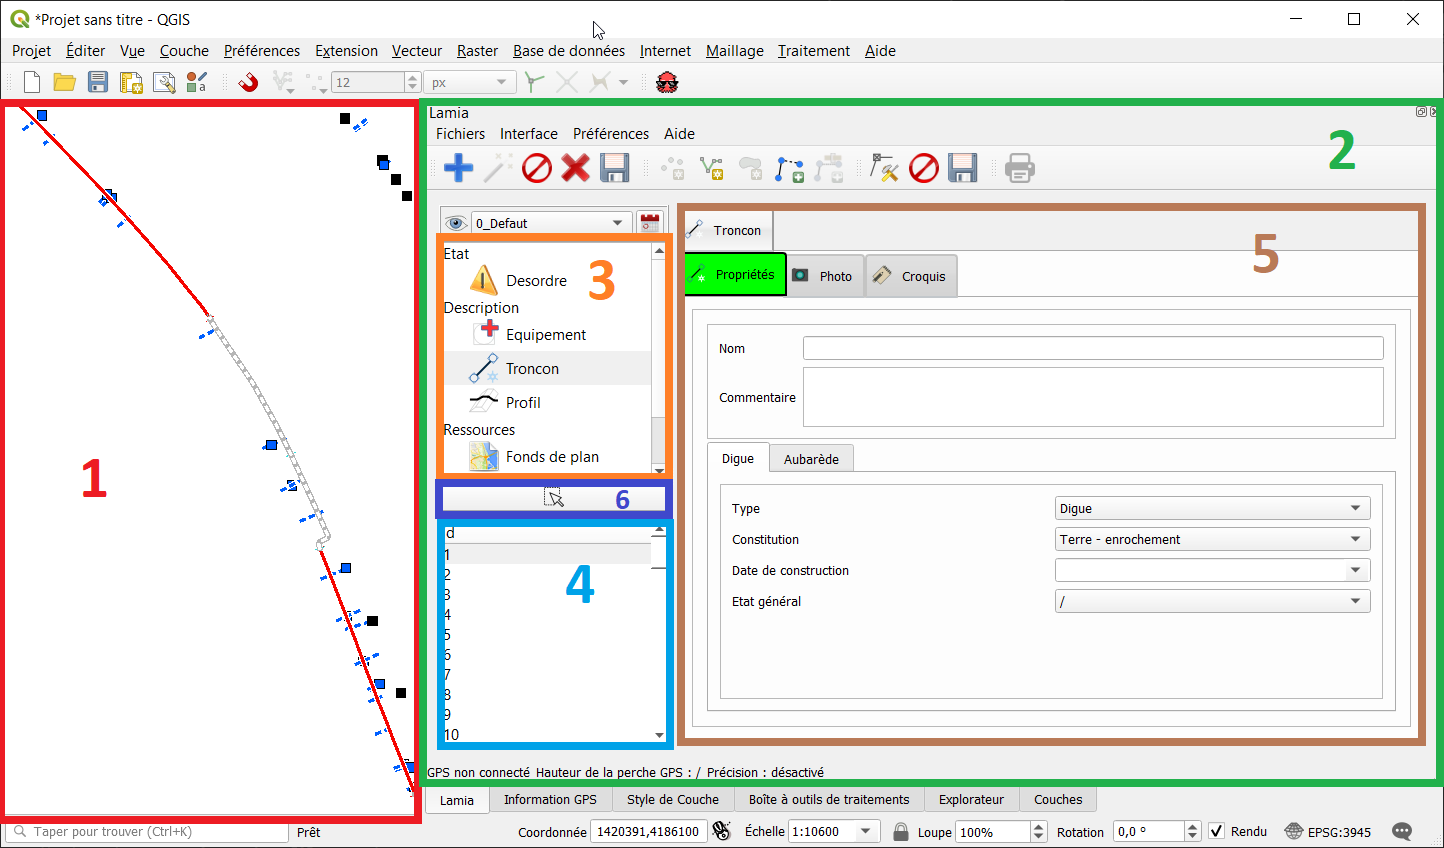 *Projet sans titre - QGIS
Projet Éditer Vue Couche Préférences Extension Vecteur Raster Base de données Internet Maillage Traitement Aide
12 px
Lamia
Fichiers Interface Préférences Aide
2
0_Defaut
Etat
Desordre
3
Description
Equipement
Troncon
Profil
Ressources
Fonds de plan
6
d
1
2
3
4
5
6
7
8
9
10
4
Troncon
5
Propriétés Photo Croquis
Nom
Commentaire
Digue Aubarède
Type Digue
Constitution Terre - enrochement
Date de construction
Etat général /
1
GPS non connecté Hauteur de la perche GPS : / Précision : désactivé
Lamia Information GPS Style de Couche Boîte à outils de traitements Explorateur Couches
Taper pour trouver (Ctrl+K) Prêt Coordonnée 1420391,4186100 Échelle 1:10600 Loupe 100% Rotation 0,0 ° Rendu EPSG:3945